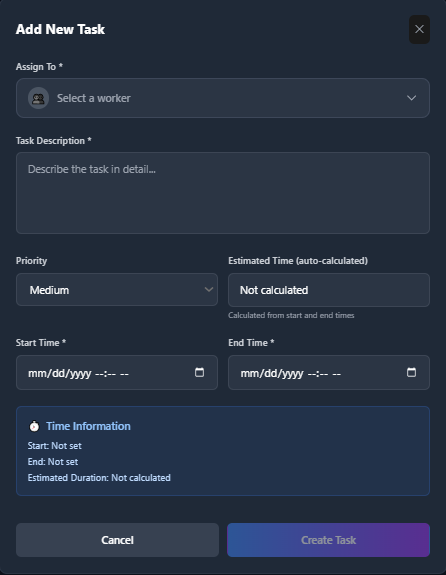 Add New Task
Assign To *
Select a worker
Task Description *
Describe the task in detail...
Priority
Estimated Time (auto-calculated)
Medium
Not calculated
Calculated from start and end times
Start Time *
End Time *
mm/dd/yyyy --:-- --
mm/dd/yyyy --:-- --
Time Information
Start: Not set
End: Not set
Estimated Duration: Not calculated
Cancel
Create Task